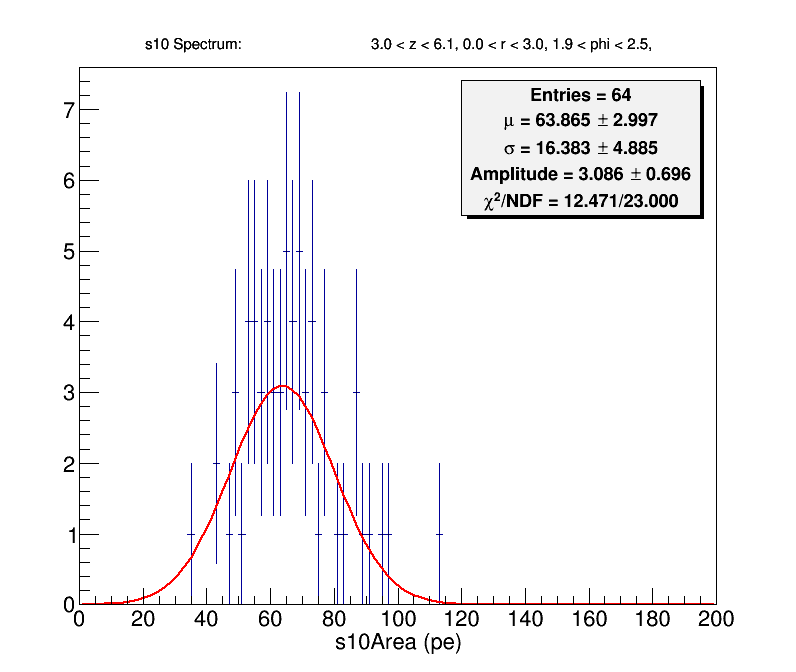 s10 Spectrum: 3.0 < z < 6.1, 0.0 < r < 3.0, 1.9 < phi < 2.5,
Entries = 64
μ = 63.865 ± 2.997
σ = 16.383 ± 4.885
Amplitude = 3.086 ± 0.696
χ²/NDF = 12.471/23.000
7
6
5
4
3
2
1
0
0 20 40 60 80 100 120 140 160 180 200
s10Area (pe)